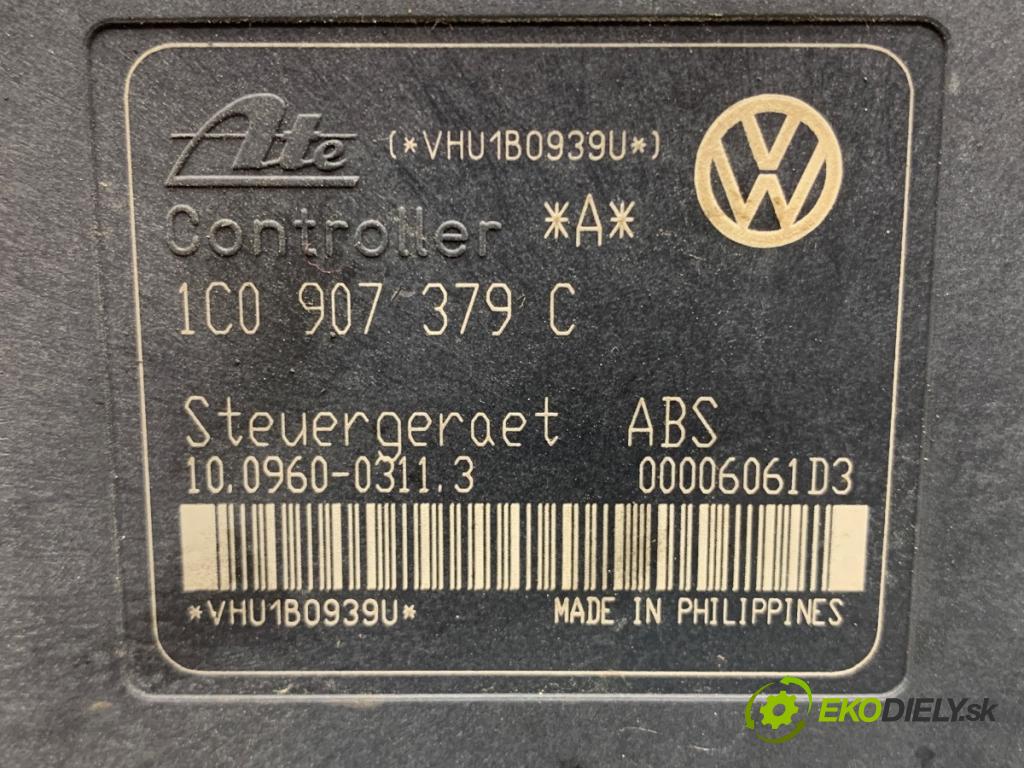 Ate (*VHU1B0939U*)
Controller *A*
1C0 907 379 C
Steuergeraet ABS
10.0960-0311.3 00006061D3
*VHU1B0939U* MADE IN PHILIPPINES
EKODIELY.sk